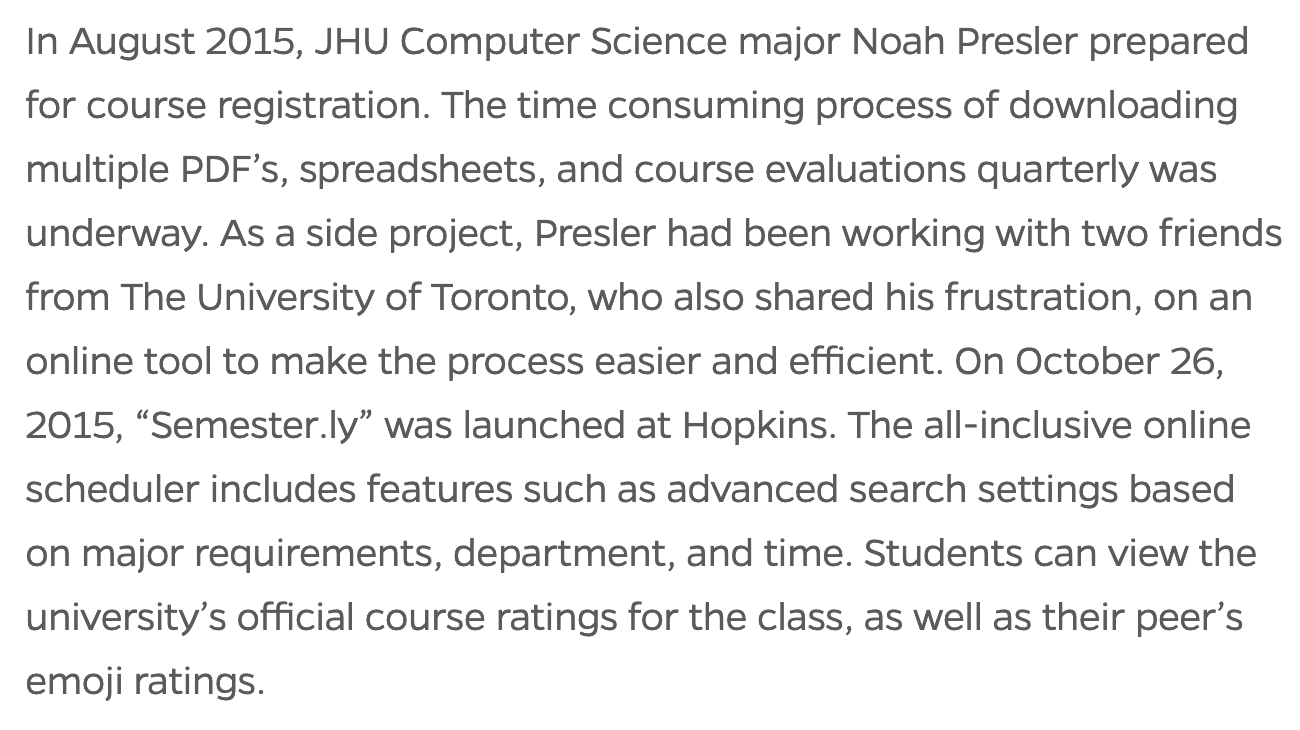 In August 2015, JHU Computer Science major Noah Presler prepared
for course registration. The time consuming process of downloading
multiple PDF’s, spreadsheets, and course evaluations quarterly was
underway. As a side project, Presler had been working with two friends
from The University of Toronto, who also shared his frustration, on an
online tool to make the process easier and efficient. On October 26,
2015, “Semester.ly” was launched at Hopkins. The all-inclusive online
scheduler includes features such as advanced search settings based
on major requirements, department, and time. Students can view the
university’s official course ratings for the class, as well as their peer’s
emoji ratings.